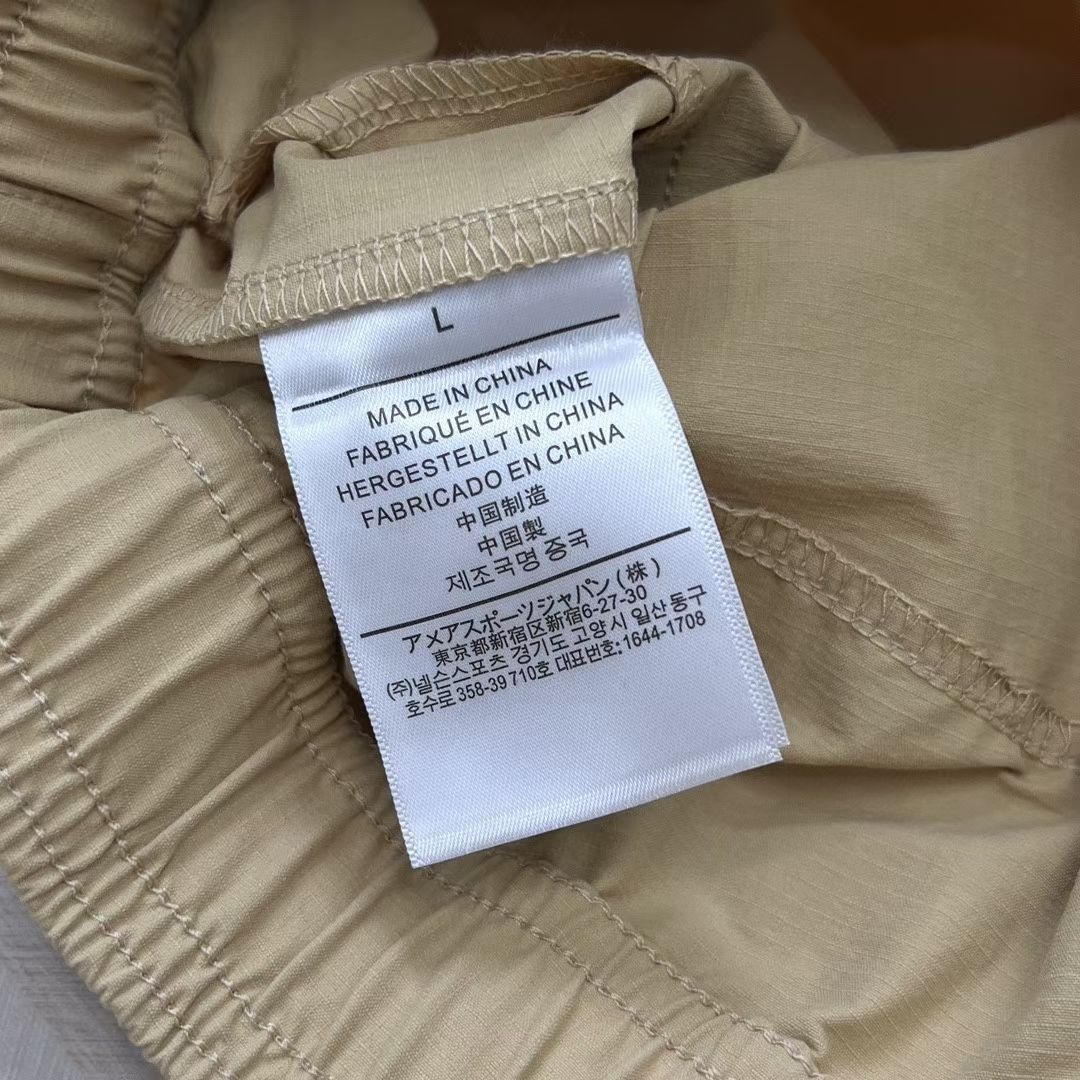 L
MADE IN CHINA
FABRIQUÉ EN CHINE
HERGESTELLT IN CHINA
FABRICADO EN CHINA
中国制造
中国製
제조국명 중국
アメアスポーツジャパン(株)
東京都新宿区新宿6-27-30
(주)넬슨스포츠 경기도 고양시 일산 동구
호수로 358-39 710호 대표번호: 1644-1708